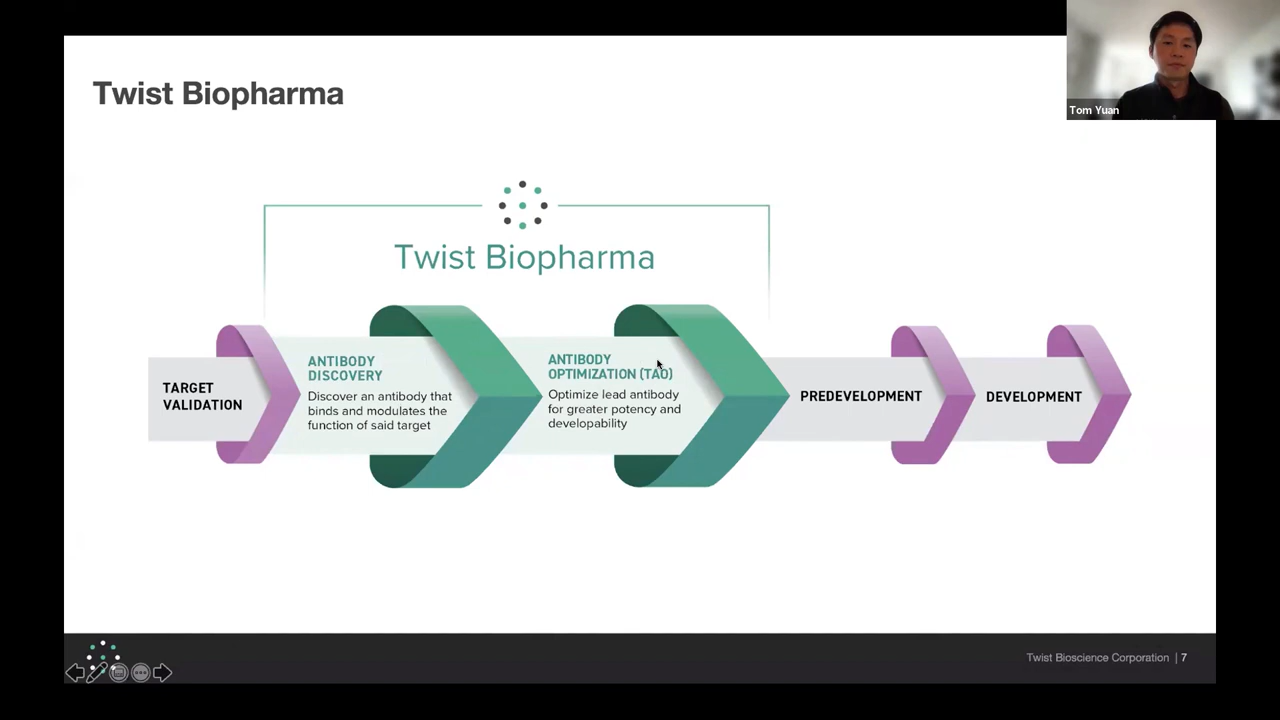 Twist Biopharma
Tom Yuan
Twist Biopharma
TARGET
VALIDATION
ANTIBODY
DISCOVERY
Discover an antibody that
binds and modulates the
function of said target
ANTIBODY
OPTIMIZATION (TAO)
Optimize lead antibody
for greater potency and
developability
PREDEVELOPMENT
DEVELOPMENT
Twist Bioscience Corporation | 7